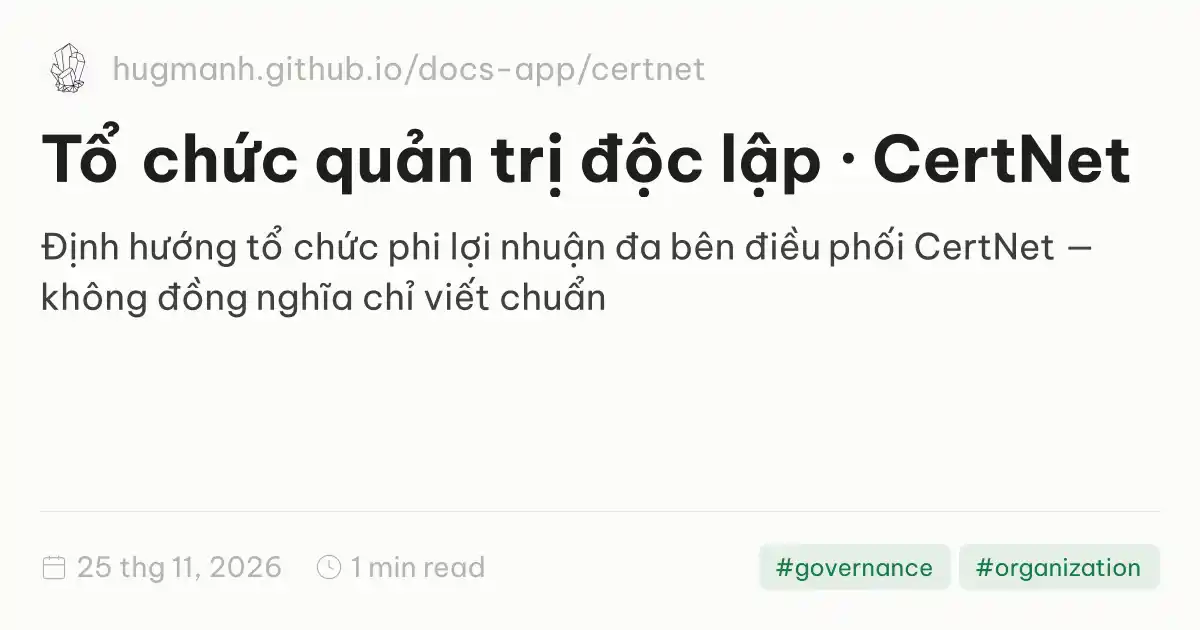 hugmanh.github.io/docs-app/certnet
Tổ chức quản trị độc lập · CertNet
Định hướng tổ chức phi lợi nhuận đa bên điều phối CertNet —
không đồng nghĩa chỉ viết chuẩn
25 thg 11, 2026 1 min read #governance #organization